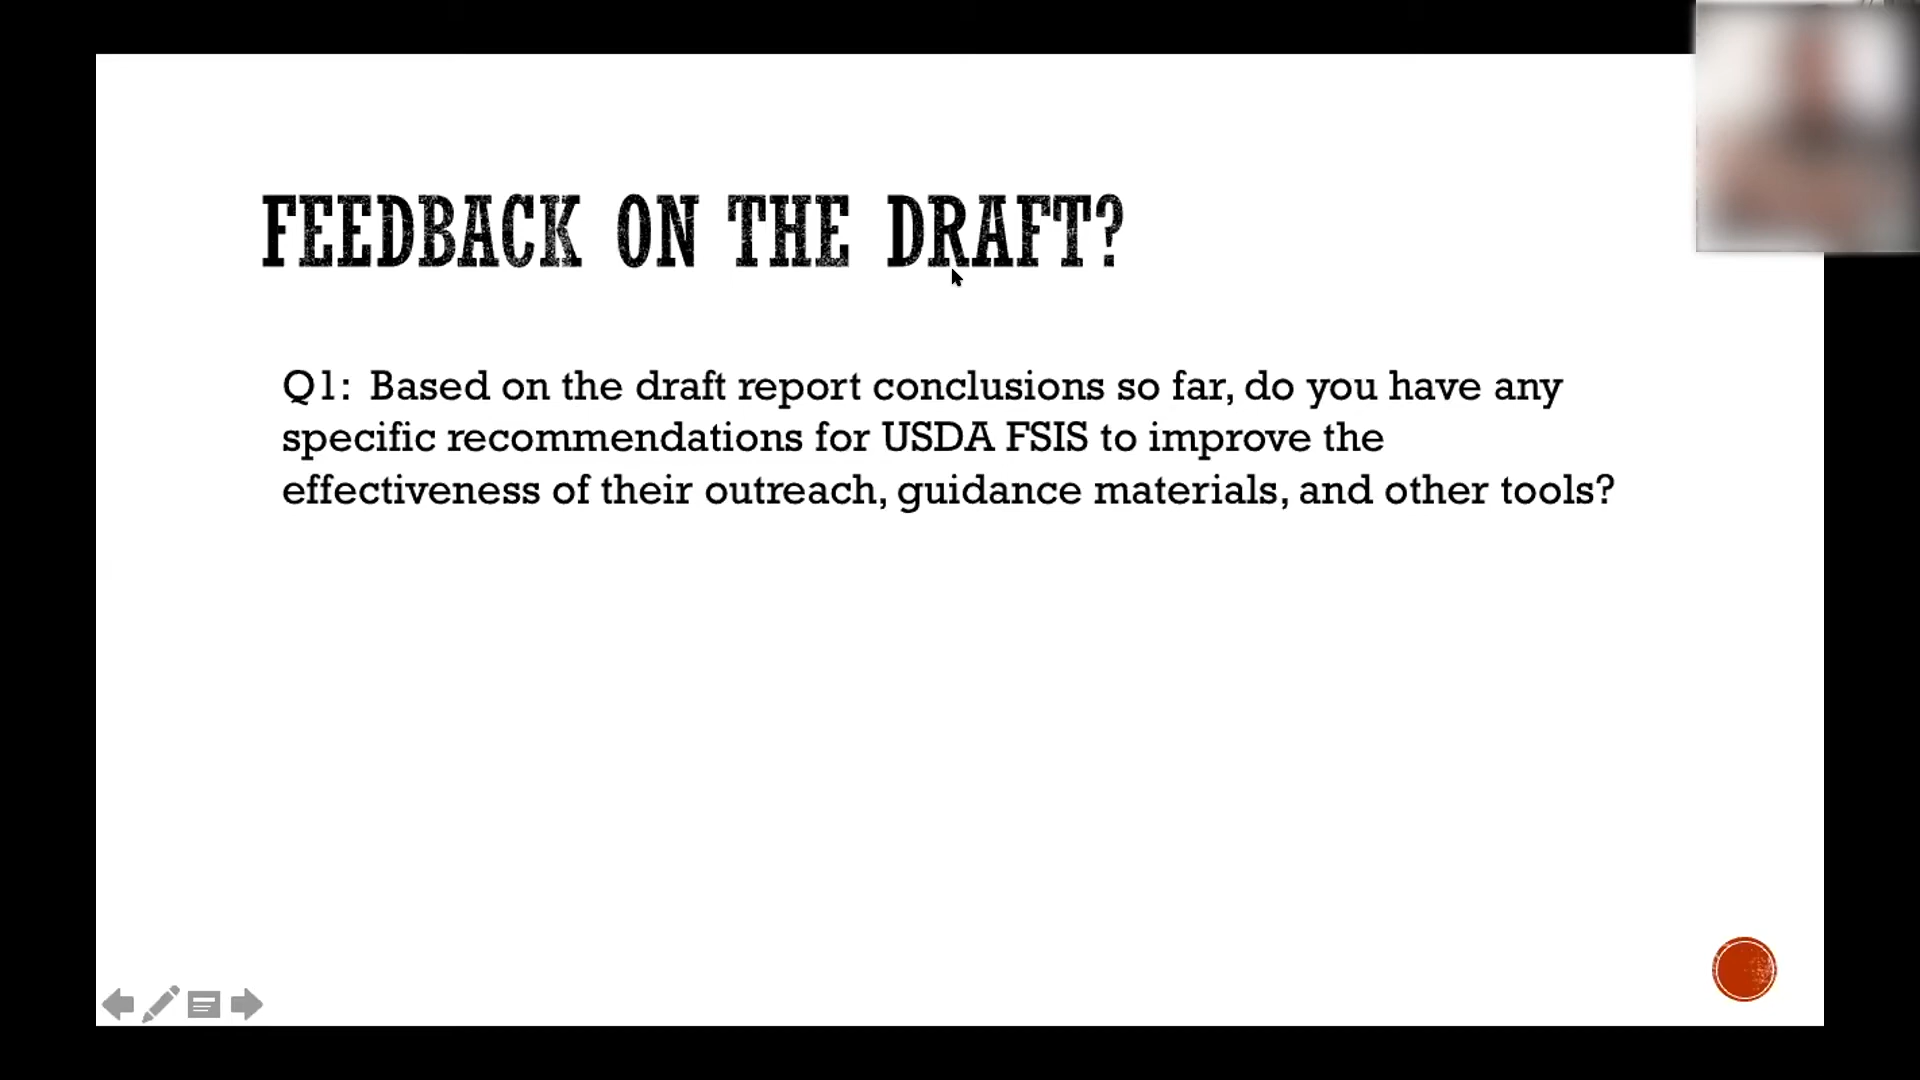 FEEDBACK ON THE DRAFT?
Q1: Based on the draft report conclusions so far, do you have any
specific recommendations for USDA FSIS to improve the
effectiveness of their outreach, guidance materials, and other tools?